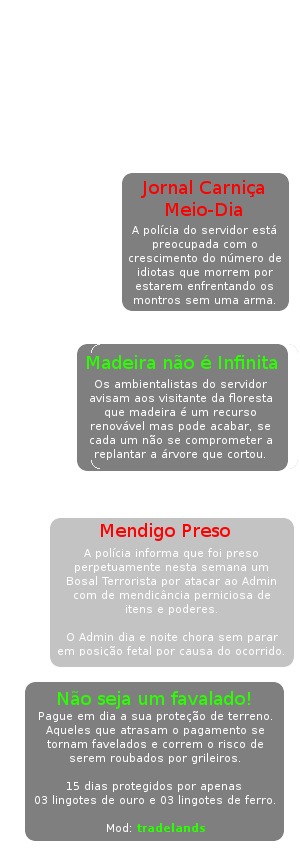 Jornal Carniça
Meio-Dia
A polícia do servidor está
preocupada com o
crescimento do número de
idiotas que morrem por
estarem enfrentando os
montros sem uma arma.
Madeira não é Infinita
Os ambientalistas do servidor
avisam aos visitante da floresta
que madeira é um recurso
renovável mas pode acabar, se
cada um não se comprometer a
replantar a árvore que cortou.
Mendigo Preso
A polícia informa que foi preso
perpetuamente nesta semana um
Bosal Terrorista por atacar ao Admin
com de mendicância perniciosa de
itens e poderes.
O Admin dia e noite chora sem parar
em posição fetal por causa do ocorrido.
Não seja um favalado!
Pague em dia a sua proteção de terreno.
Aqueles que atrasam o pagamento se
tornam favelados e correm o risco de
serem roubados por grileiros.
15 dias protegidos por apenas
03 lingotes de ouro e 03 lingotes de ferro.
Mod: tradelands